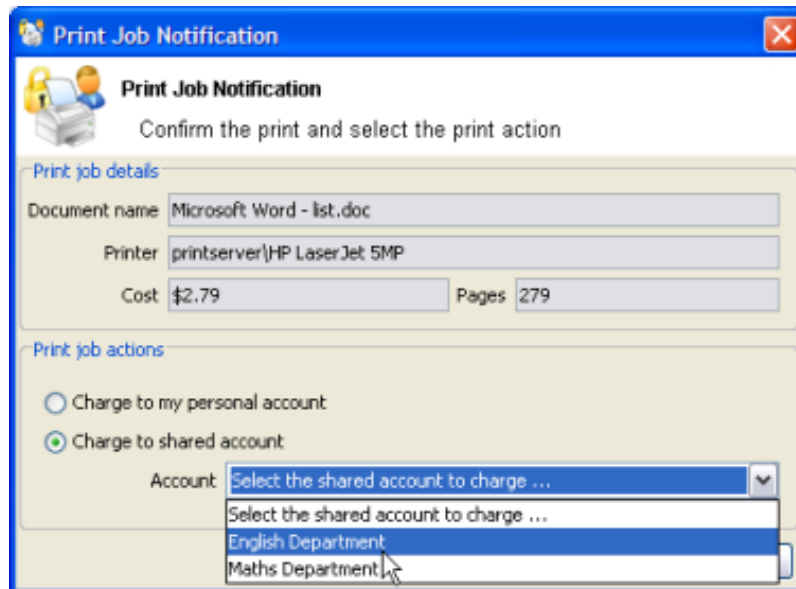 Print Job Notification
Print Job Notification
Confirm the print and select the print action
Print job details
Document name Microsoft Word - list.doc
Printer printserver\HP LaserJet 5MP
Cost $2.79 Pages 279
Print job actions
Charge to my personal account
Charge to shared account
Account Select the shared account to charge ...
Select the shared account to charge ...
English Department
Maths Department